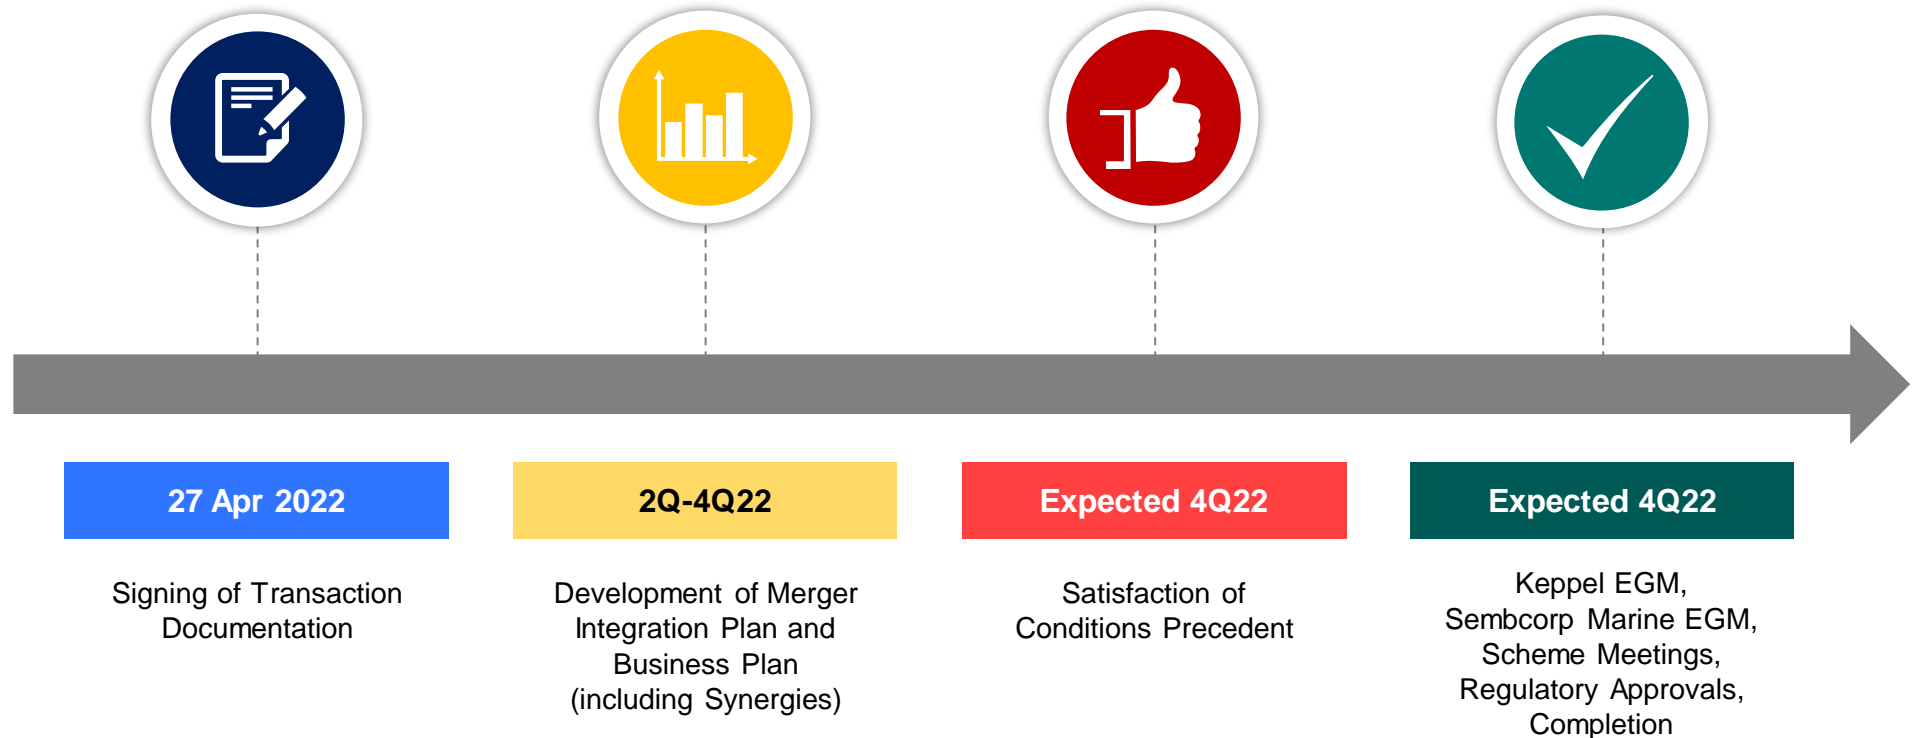 27 Apr 2022
Signing of Transaction
Documentation
2Q-4Q22
Development of Merger
Integration Plan and
Business Plan
(including Synergies)
Expected 4Q22
Satisfaction of
Conditions Precedent
Expected 4Q22
Keppel EGM,
Sembcorp Marine EGM,
Scheme Meetings,
Regulatory Approvals,
Completion